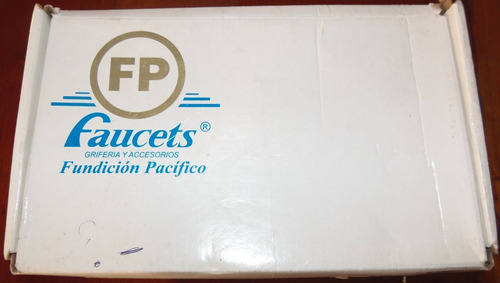 FP
Faucets®
GRIFERIA Y ACCESORIOS
Fundición Pacífico